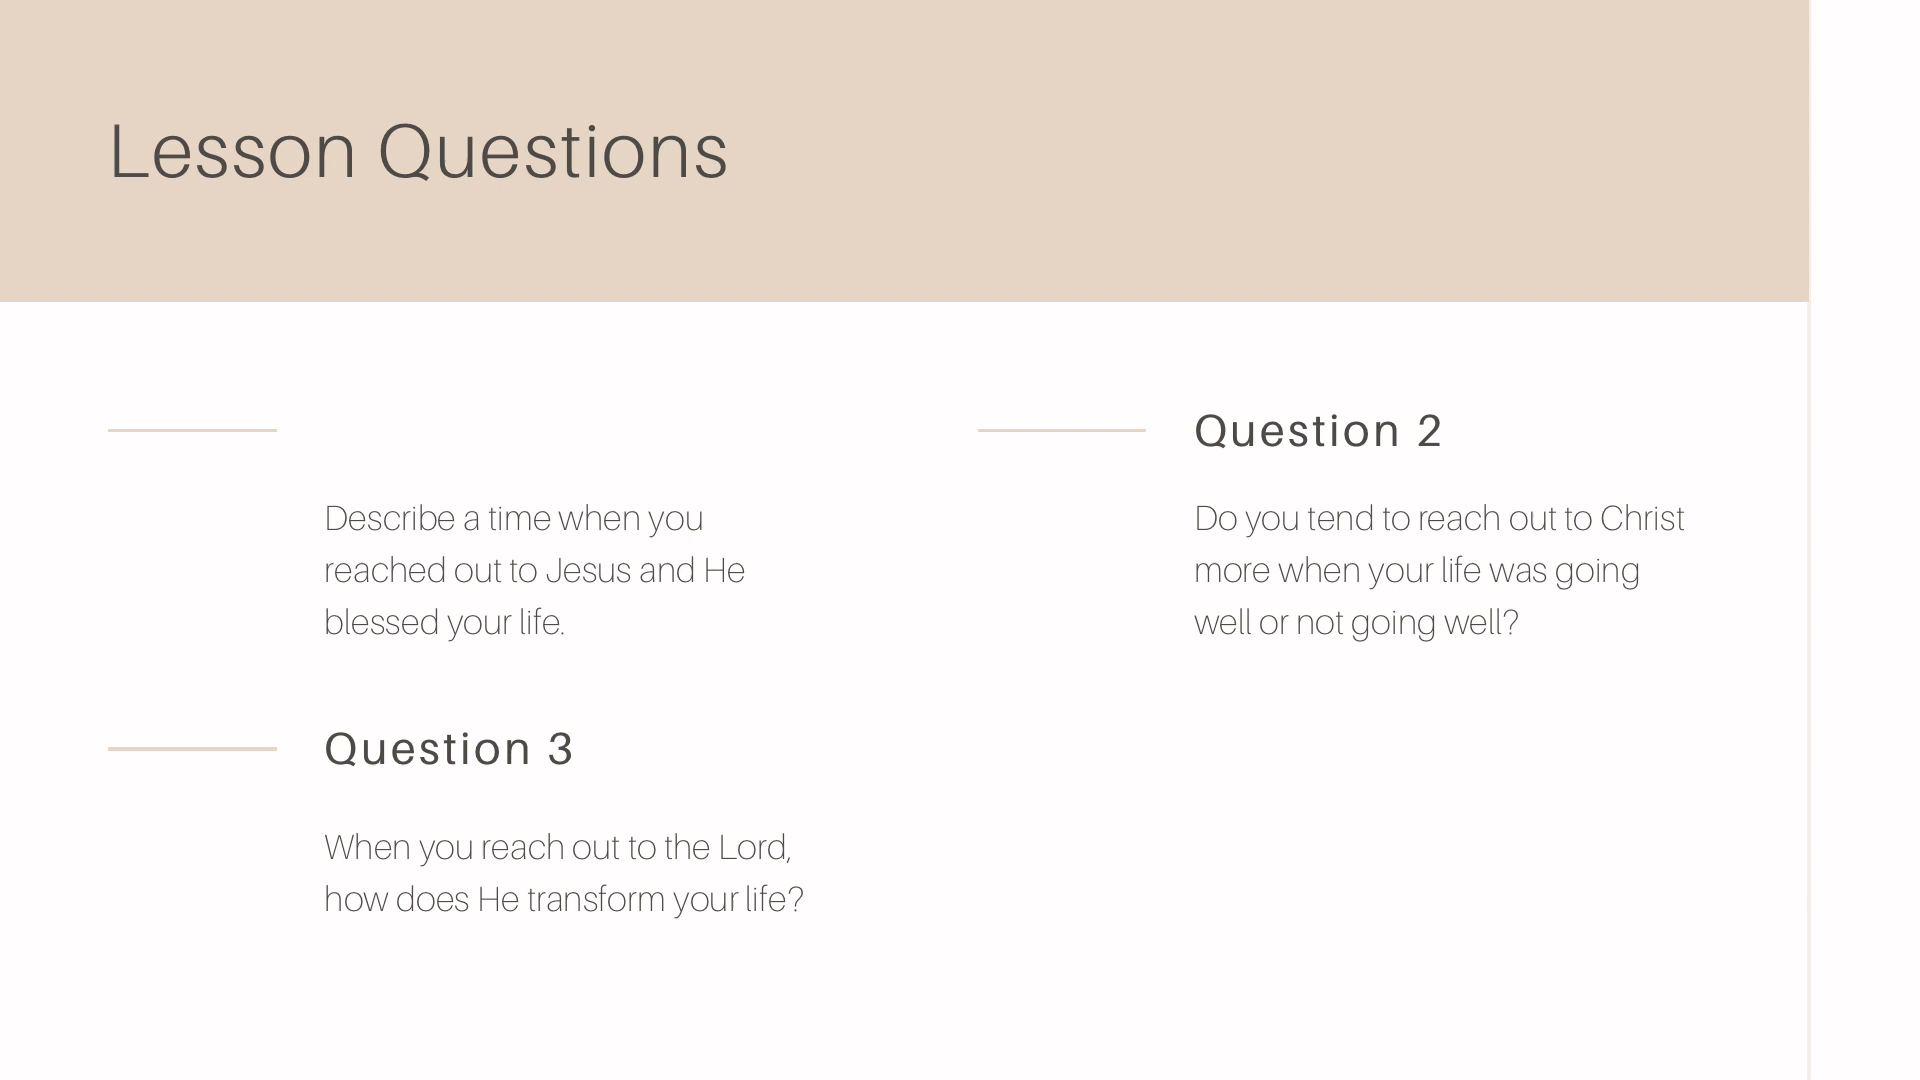 Lesson Questions
Describe a time when you
reached out to Jesus and He
blessed your life.
Question 2
Do you tend to reach out to Christ
more when your life was going
well or not going well?
Question 3
When you reach out to the Lord,
how does He transform your life?